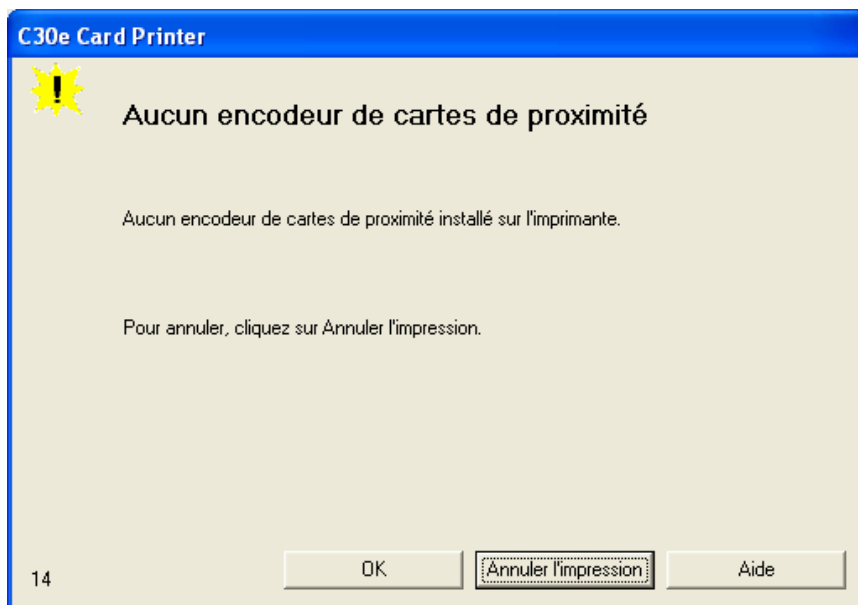 C30e Card Printer
!
Aucun encodeur de cartes de proximité
Aucun encodeur de cartes de proximité installé sur l'imprimante.
Pour annuler, cliquez sur Annuler l'impression.
14
OK
Annuler l'impression
Aide